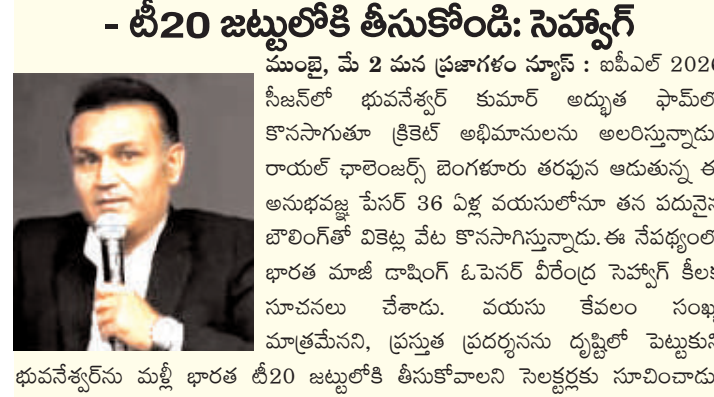 - టీ20 జట్టులోకి తీసుకోండి: సెహ్వాగ్
ముంబై, మే 2 మన ప్రజాగళం న్యూస్ : ఐపీఎల్ 2026
సీజన్‌లో భువనేశ్వర్ కుమార్ అద్భుత ఫామ్‌లో
కొనసాగుతూ క్రికెట్ అభిమానులను అలరిస్తున్నాడు
రాయల్ ఛాలెంజర్స్ బెంగళూరు తరఫున ఆడుతున్న ఈ
అనుభవజ్ఞ పేసర్ 36 ఏళ్ల వయసులోనూ తన పదునైన
బౌలింగ్‌తో వికెట్ల వేట కొనసాగిస్తున్నాడు.ఈ నేపథ్యంలో
భారత మాజీ డాషింగ్ ఓపెనర్ వీరేంద్ర సెహ్వాగ్ కీలక
సూచనలు చేశాడు. వయసు కేవలం సంఖ్య
మాత్రమేనని, ప్రస్తుత ప్రదర్శనను దృష్టిలో పెట్టుకుని
భువనేశ్వర్‌ను మళ్లీ భారత టీ20 జట్టులోకి తీసుకోవాలని సెలక్టర్లకు సూచించాడు